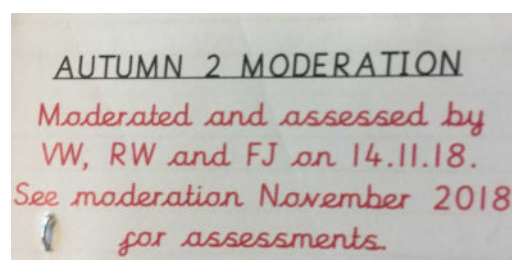 AUTUMN 2 MODERATION
Moderated and assessed by
VW, RW and FJ on 14.11.18.
See moderation November 2018
for assessments.